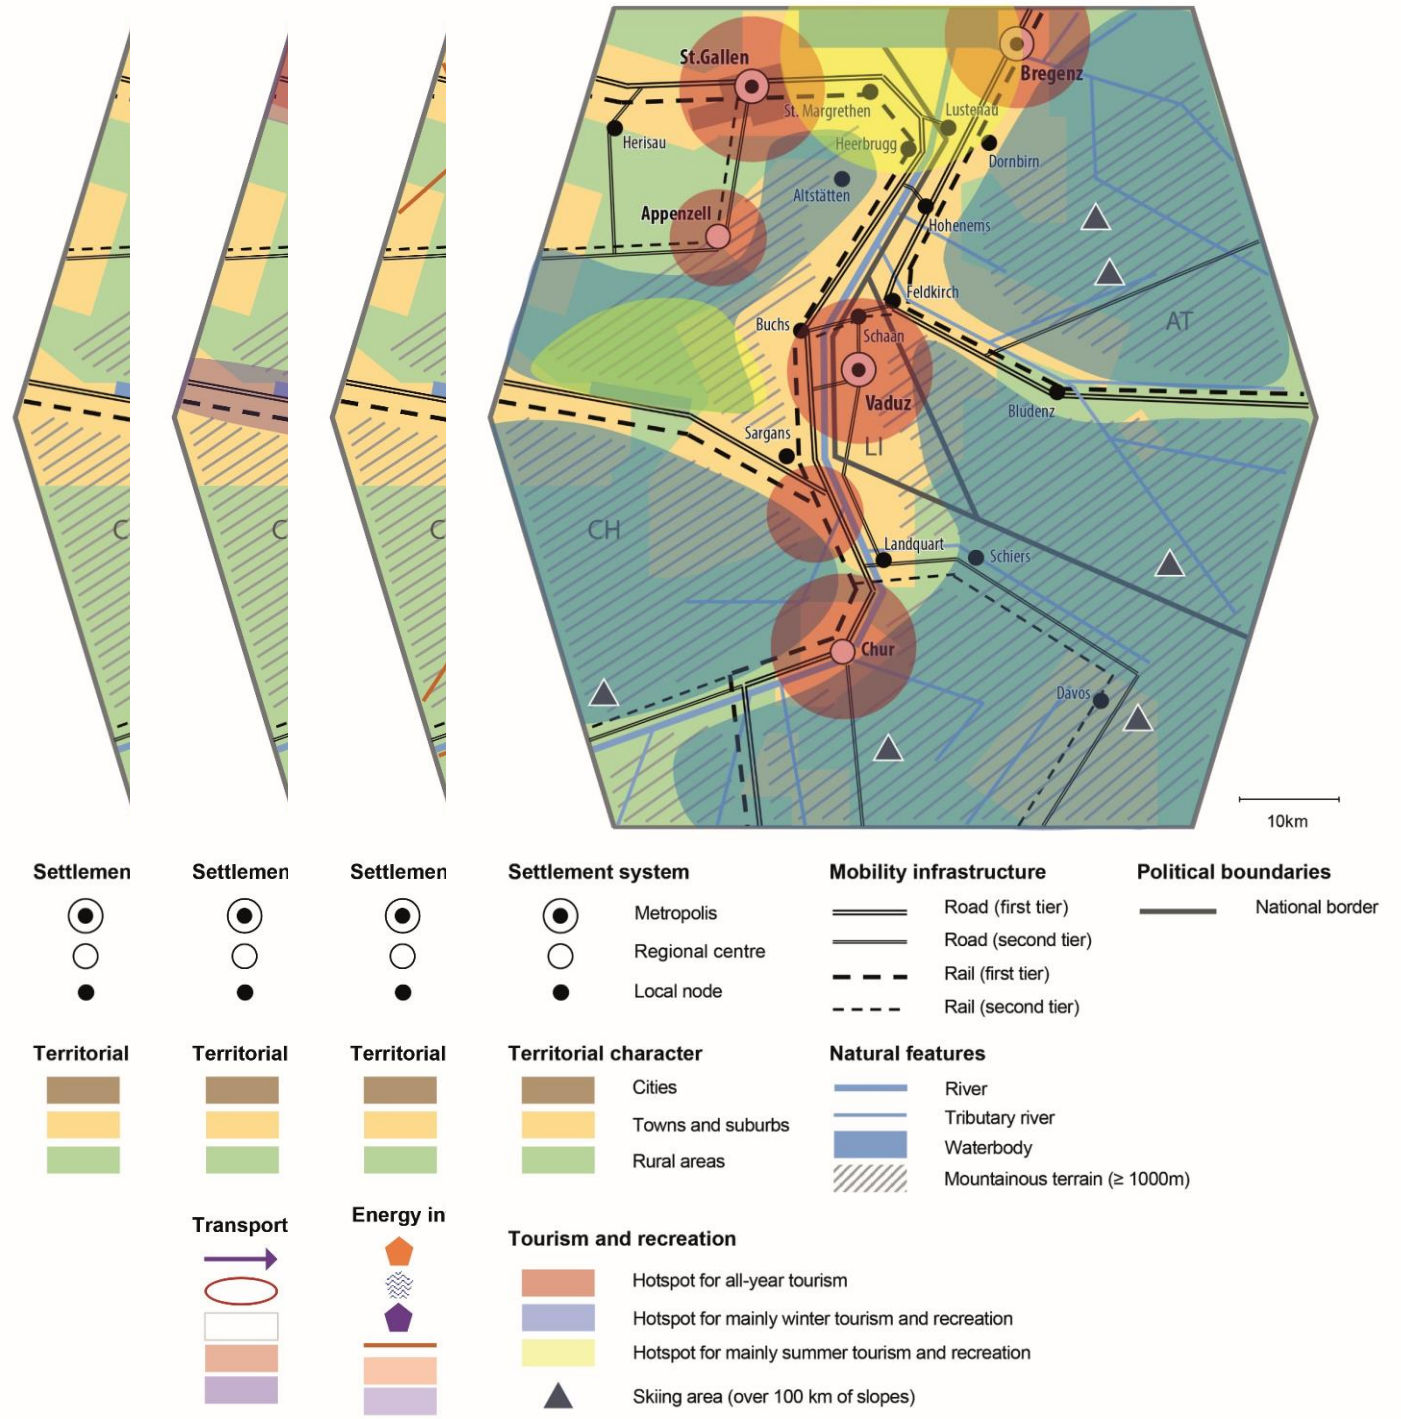 St.Gallen
Bregenz
St. Margrethen
Lustenau
Herisau
Heerbrugg
Dornbirn
Altstätten
Appenzell
Hohenems
Feldkirch
Buchs
Schaan
AT
Vaduz
Bludenz
Sargans
LI
C
C
C
CH
Landquart
Schiers
Chur
Davos
10km
Settlemen
Settlemen
Settlemen
Settlement system
Metropolis
Regional centre
Local node
Mobility infrastructure
Road (first tier)
Road (second tier)
Rail (first tier)
Rail (second tier)
Political boundaries
National border
Territorial
Territorial
Territorial
Territorial character
Cities
Towns and suburbs
Rural areas
Natural features
River
Tributary river
Waterbody
Mountainous terrain (≥ 1000m)
Transport
Energy in
Tourism and recreation
Hotspot for all-year tourism
Hotspot for mainly winter tourism and recreation
Hotspot for mainly summer tourism and recreation
Skiing area (over 100 km of slopes)